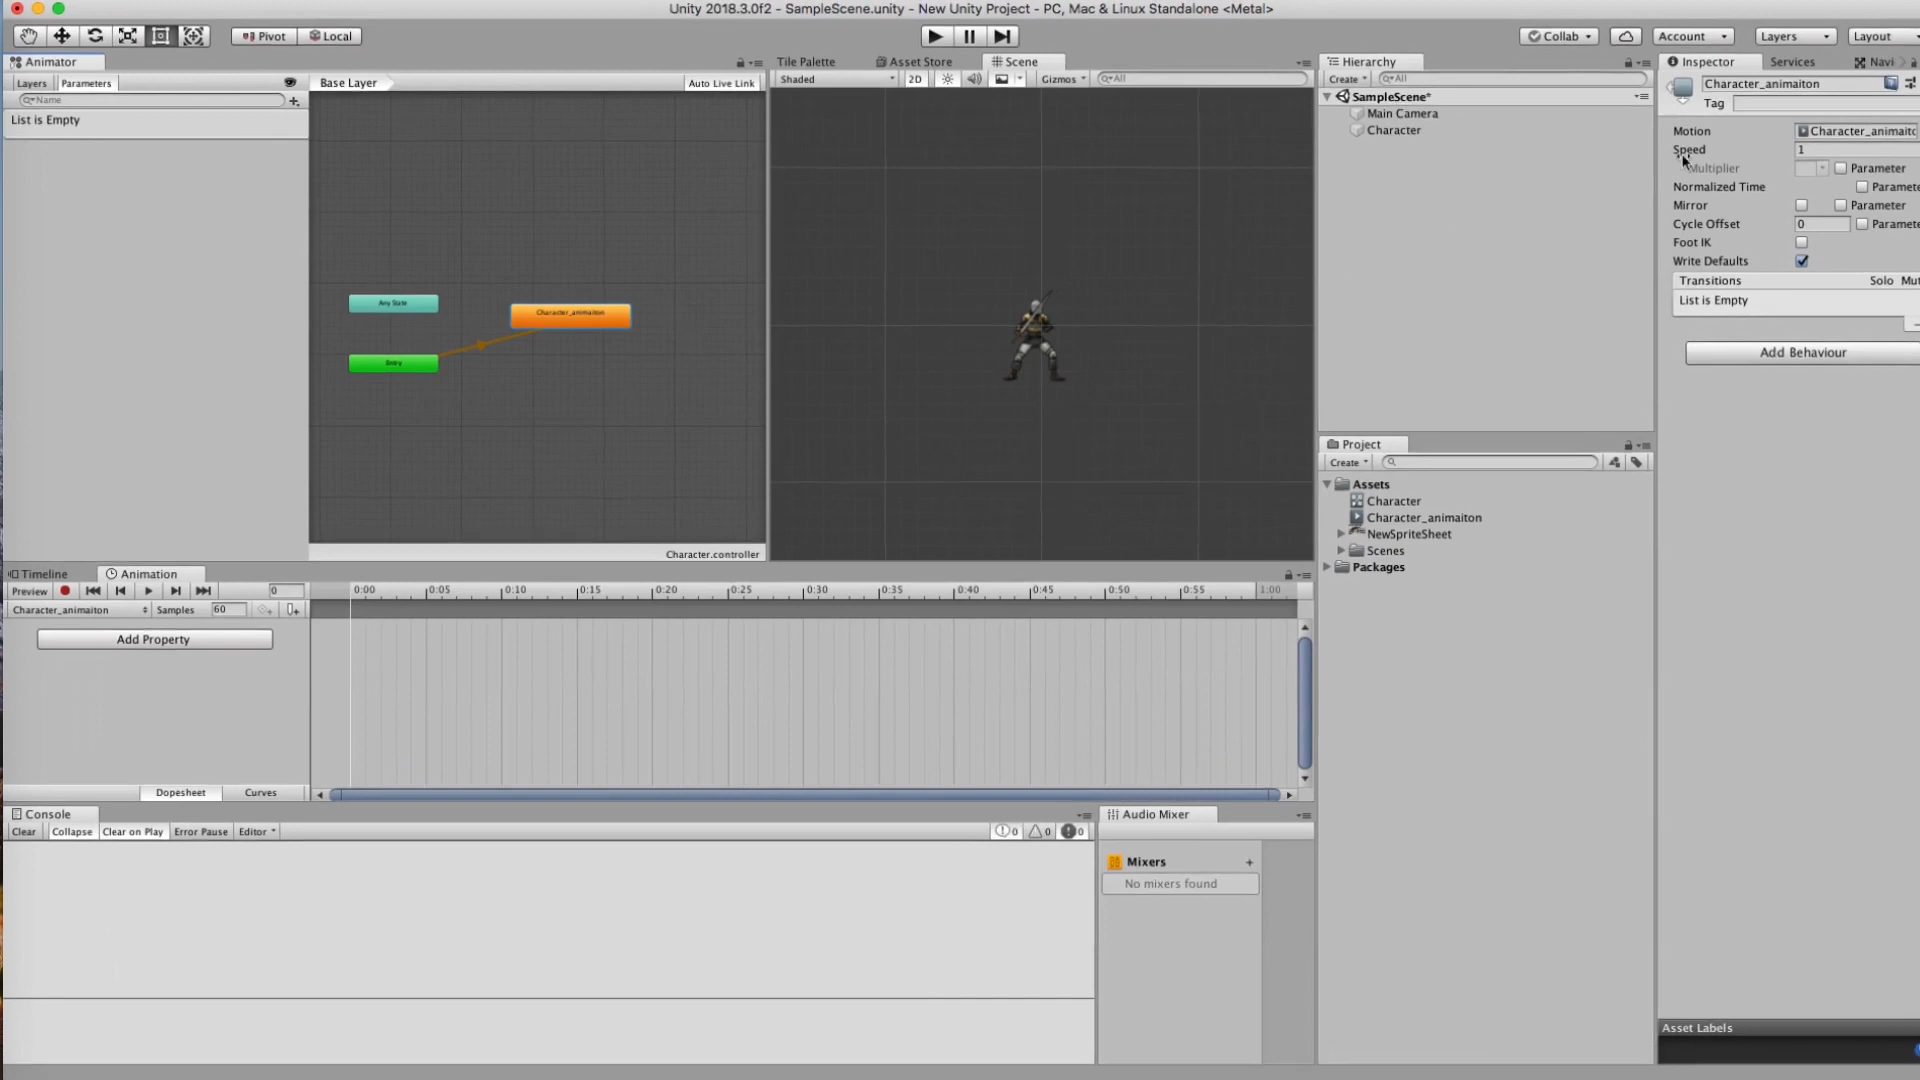 Unity 2018.3.0f2 - SampleScene.unity - New Unity Project - PC, Mac & Linux Standalone <Metal>
Pivot Local Collab Account Layers Layout
Animator
Layers Parameters
Name
List is Empty
Base Layer Auto Live Link
Any State
Entry
Character_animaiton
Character.controller
Tile Palette Asset Store Scene
Shaded 2D Gizmos All
Hierarchy
Create All
SampleScene*
Main Camera
Character
Project
Create
Assets
Character
Character_animaiton
NewSpriteSheet
Scenes
Packages
Inspector Services Navi
Character_animaiton
Tag
Motion Character_animaitc
Speed 1
Multiplier Parameter
Normalized Time Paramete
Mirror Parameter
Cycle Offset 0 Paramete
Foot IK
Write Defaults
Transitions Solo Mut
List is Empty
Add Behaviour
Asset Labels
Timeline Animation
Preview 0
Character_animaiton Samples 60
Add Property
0:00 0:05 0:10 0:15 0:20 0:25 0:30 0:35 0:40 0:45 0:50 0:55 1:00
Dopesheet Curves
Console
Clear Collapse Clear on Play Error Pause Editor 0 0 0
Audio Mixer
Mixers +
No mixers found